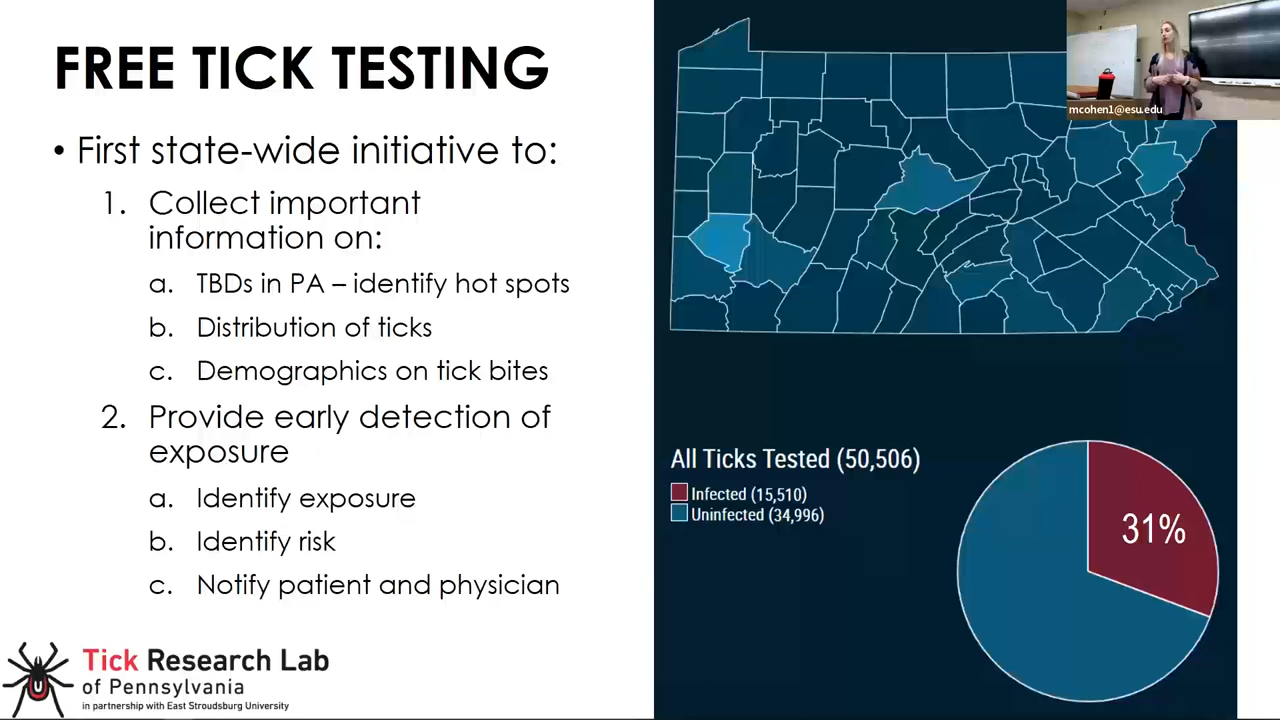 FREE TICK TESTING
• First state-wide initiative to:
1. Collect important
information on:
a. TBDs in PA – identify hot spots
b. Distribution of ticks
c. Demographics on tick bites
2. Provide early detection of
exposure
a. Identify exposure
b. Identify risk
c. Notify patient and physician
Tick Research Lab
of Pennsylvania
in partnership with East Stroudsburg University
mcohen1@esu.edu
All Ticks Tested (50,506)
Infected (15,510)
Uninfected (34,996)
31%